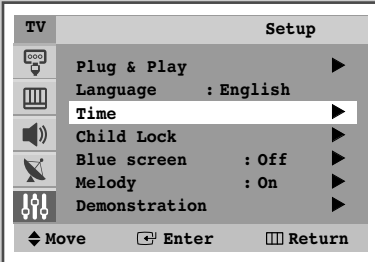 TV Setup
Plug & Play
Language : English
Time
Child Lock
Blue screen : Off
Melody : On
Demonstration
Move Enter Return